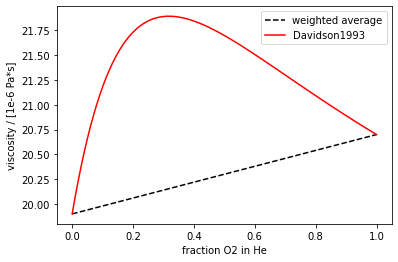 weighted average
Davidson1993
viscosity / [1e-6 Pa*s]
21.75
21.50
21.25
21.00
20.75
20.50
20.25
20.00
0.0 0.2 0.4 0.6 0.8 1.0
fraction O2 in He